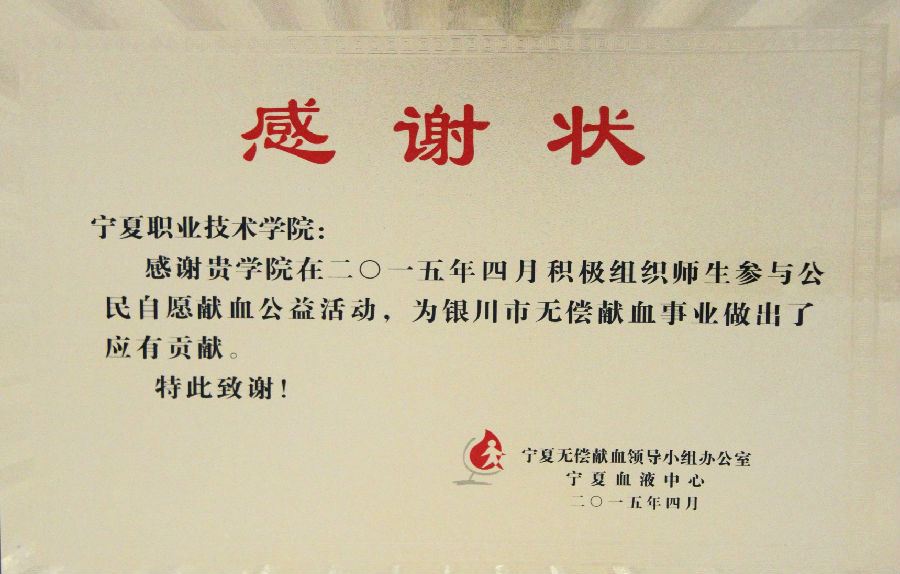 感谢状
宁夏职业技术学院：
感谢贵学院在二〇一五年四月积极组织师生参与公
民自愿献血公益活动，为银川市无偿献血事业做出了
应有贡献。
特此致谢！
宁夏无偿献血领导小组办公室
宁夏血液中心
二〇一五年四月